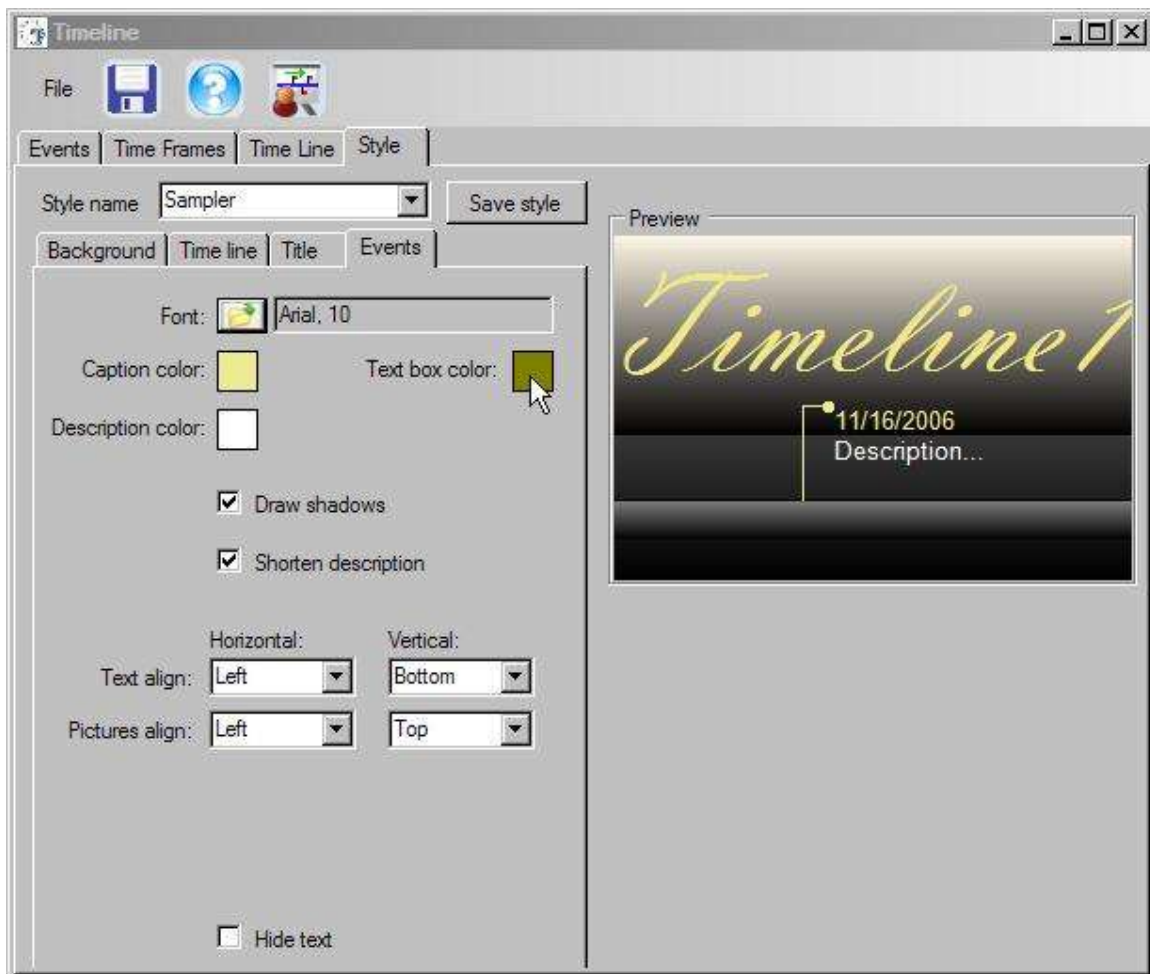 Timeline
File
Events Time Frames Time Line Style
Style name Sampler Save style
Background Time line Title Events
Font: Arial, 10
Caption color: Text box color:
Description color:
Draw shadows
Shorten description
Horizontal: Vertical:
Text align: Left Bottom
Pictures align: Left Top
Hide text
Preview
Timeline1
11/16/2006
Description...